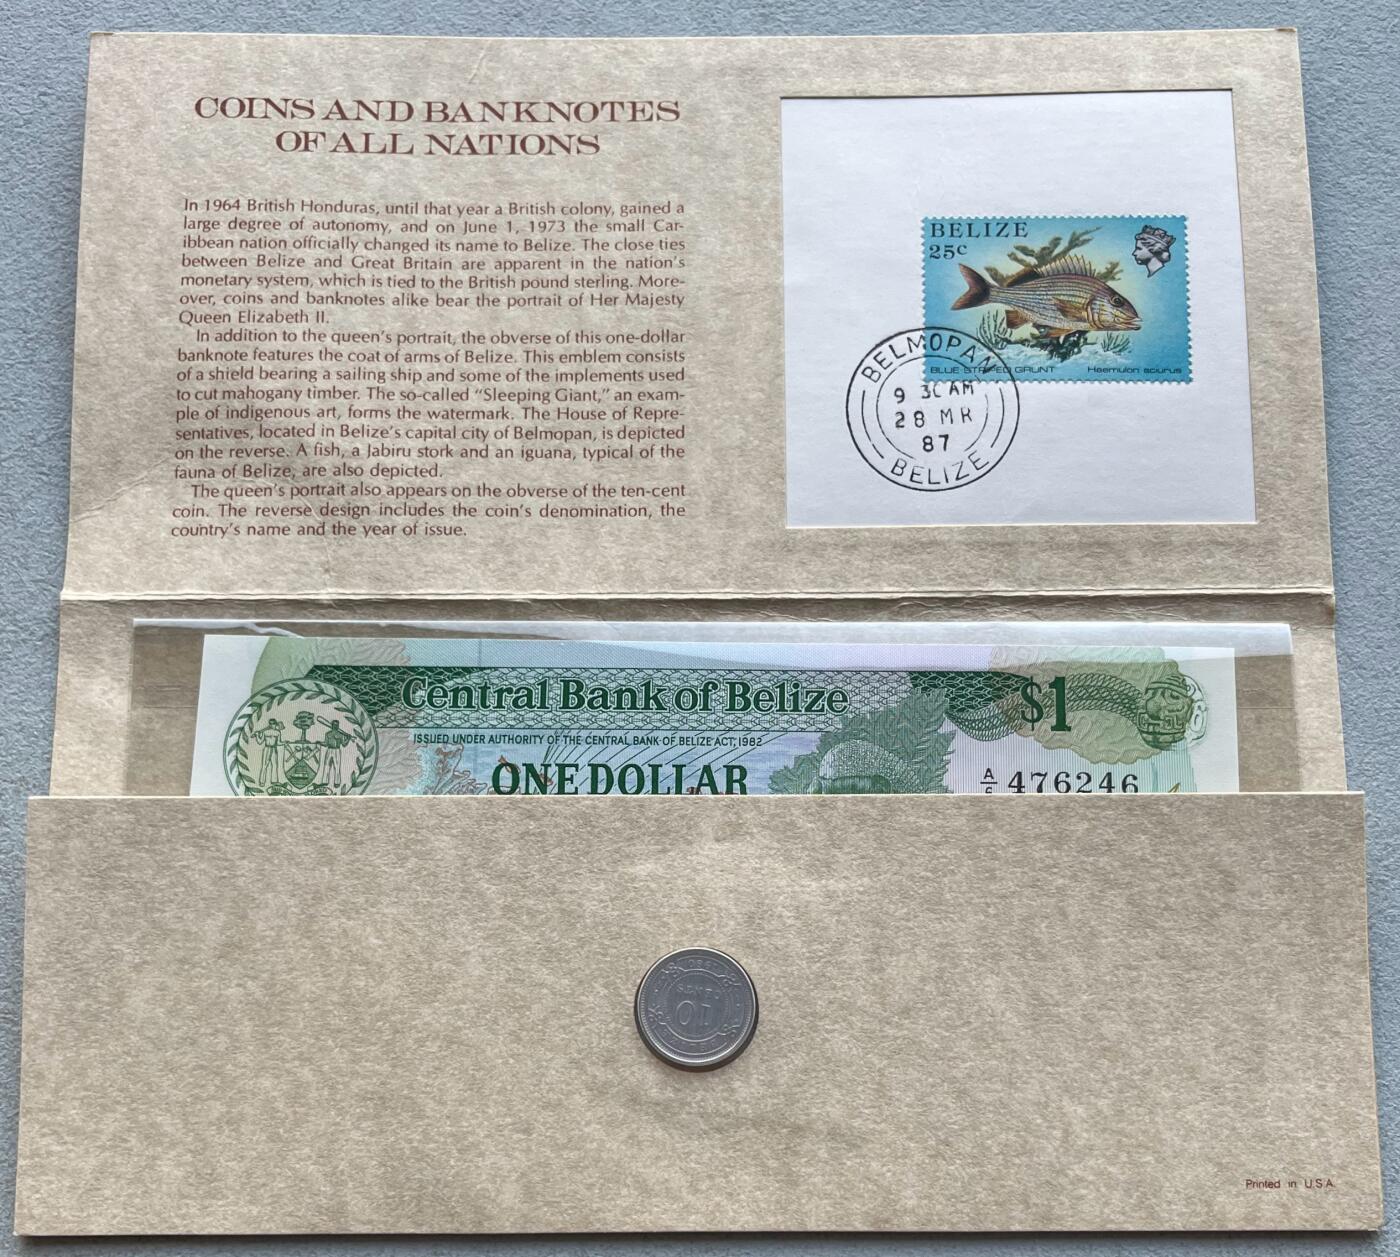 COINS AND BANKNOTES
OF ALL NATIONS
In 1964 British Honduras, until that year a British colony, gained a
large degree of autonomy, and on June 1, 1973 the small Car-
ibbean nation officially changed its name to Belize. The close ties
between Belize and Great Britain are apparent in the nation's
monetary system, which is tied to the British pound sterling. More-
over, coins and banknotes alike bear the portrait of Her Majesty
Queen Elizabeth II.
In addition to the queen's portrait, the obverse of this one-dollar
banknote features the coat of arms of Belize. This emblem consists
of a shield bearing a sailing ship and some of the implements used
to cut mahogany timber. The so-called "Sleeping Giant," an exam-
ple of indigenous art, forms the watermark. The House of Repre-
sentatives, located in Belize's capital city of Belmopan, is depicted
on the reverse. A fish, a Jabiru stork and an iguana, typical of the
fauna of Belize, are also depicted.
The queen's portrait also appears on the obverse of the ten-cent
coin. The reverse design includes the coin's denomination, the
country's name and the year of issue.
BELIZE
25c
BLUE STRIPED GRUNT Haemulon sciurus
BELMOPAN
9 30 AM
28 MR
87
BELIZE
Central Bank of Belize $1
ISSUED UNDER AUTHORITY OF THE CENTRAL BANK OF BELIZE ACT, 1982
ONE DOLLAR
A/6 476246
CENTS
10
Printed in U.S.A.